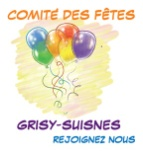 COMITÉ DES FÊTES
GRISY-SUISNES
REJOIGNEZ NOUS